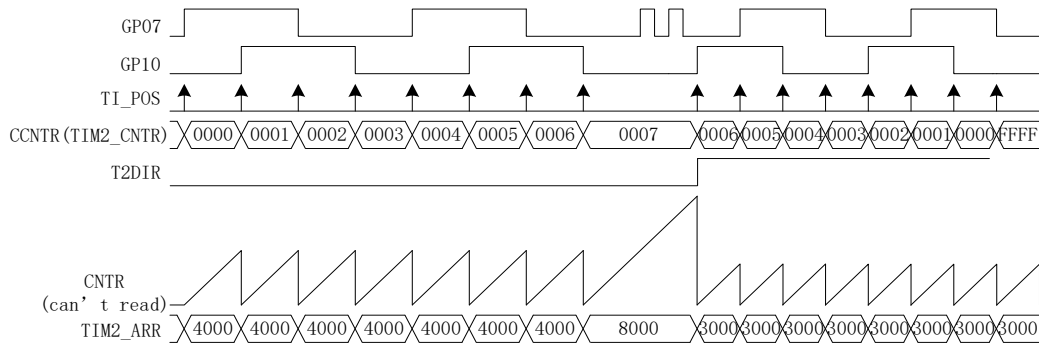 GP07
GP10
TI_POS
CCNTR(TIM2_CNTR) 0000 0001 0002 0003 0004 0005 0006 0007 0006 0005 0004 0003 0002 0001 0000 FFFF
T2DIR
CNTR
(can't read)
TIM2_ARR 4000 4000 4000 4000 4000 4000 4000 8000 3000 3000 3000 3000 3000 3000 3000 3000